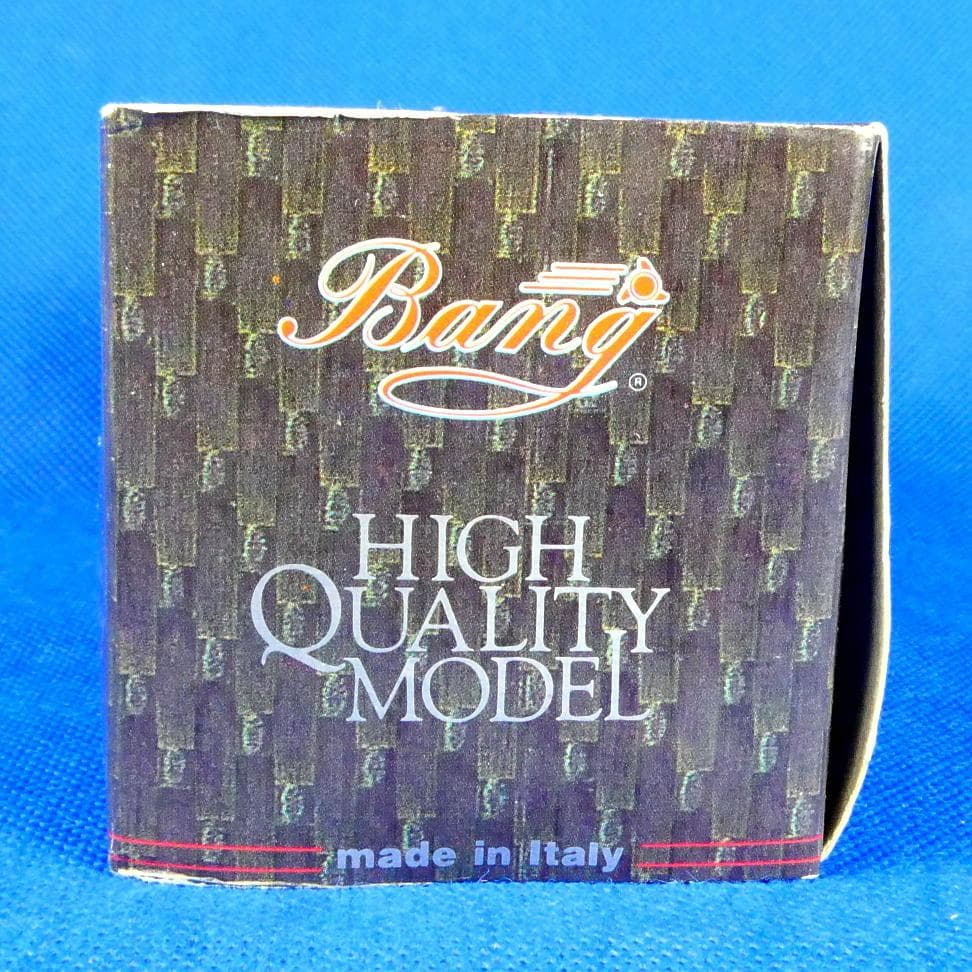 Bang
®
HIGH
QUALITY
MODEL
made in Italy